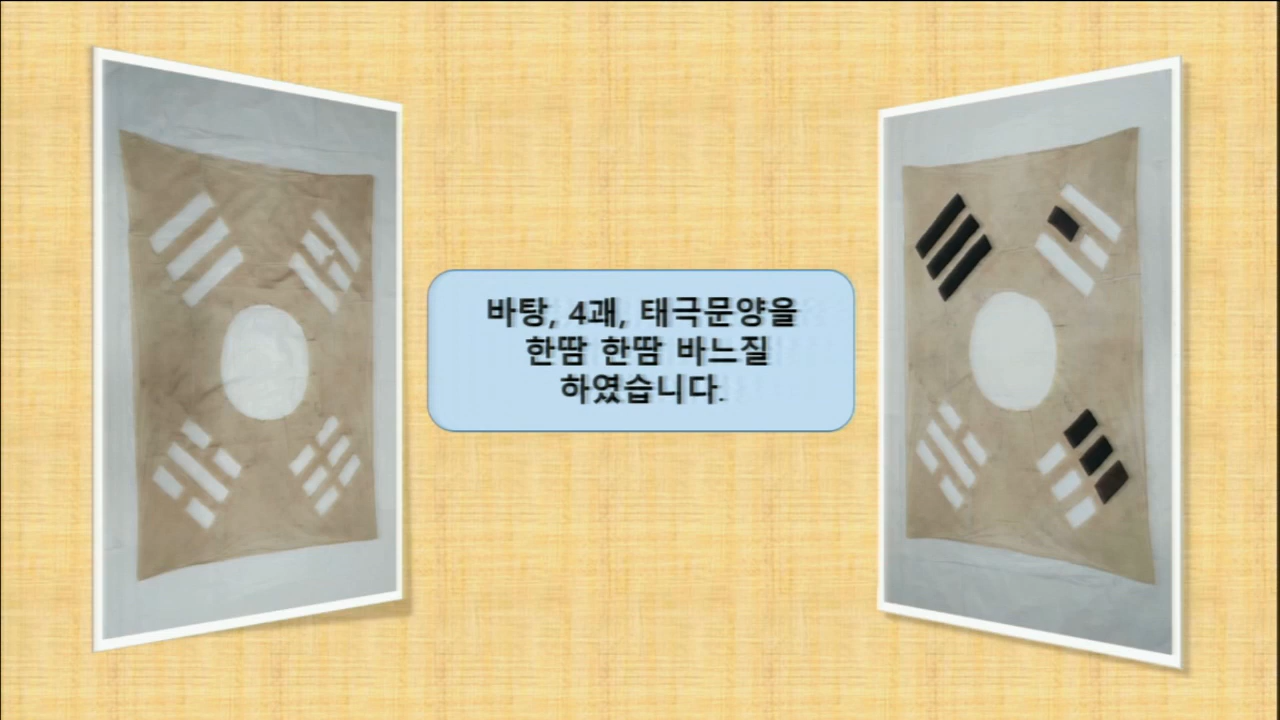 바탕, 4괘, 태극문양을
한땀 한땀 바느질
하였습니다.